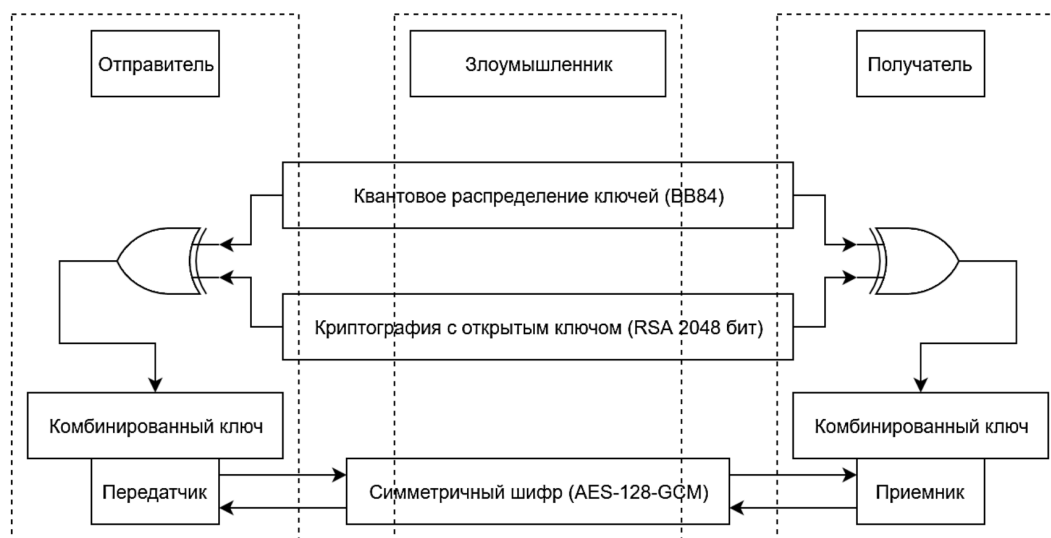 Отправитель
Злоумышленник
Получатель
Квантовое распределение ключей (BB84)
Криптография с открытым ключом (RSA 2048 бит)
Комбинированный ключ
Комбинированный ключ
Передатчик
Симметричный шифр (AES-128-GCM)
Приемник